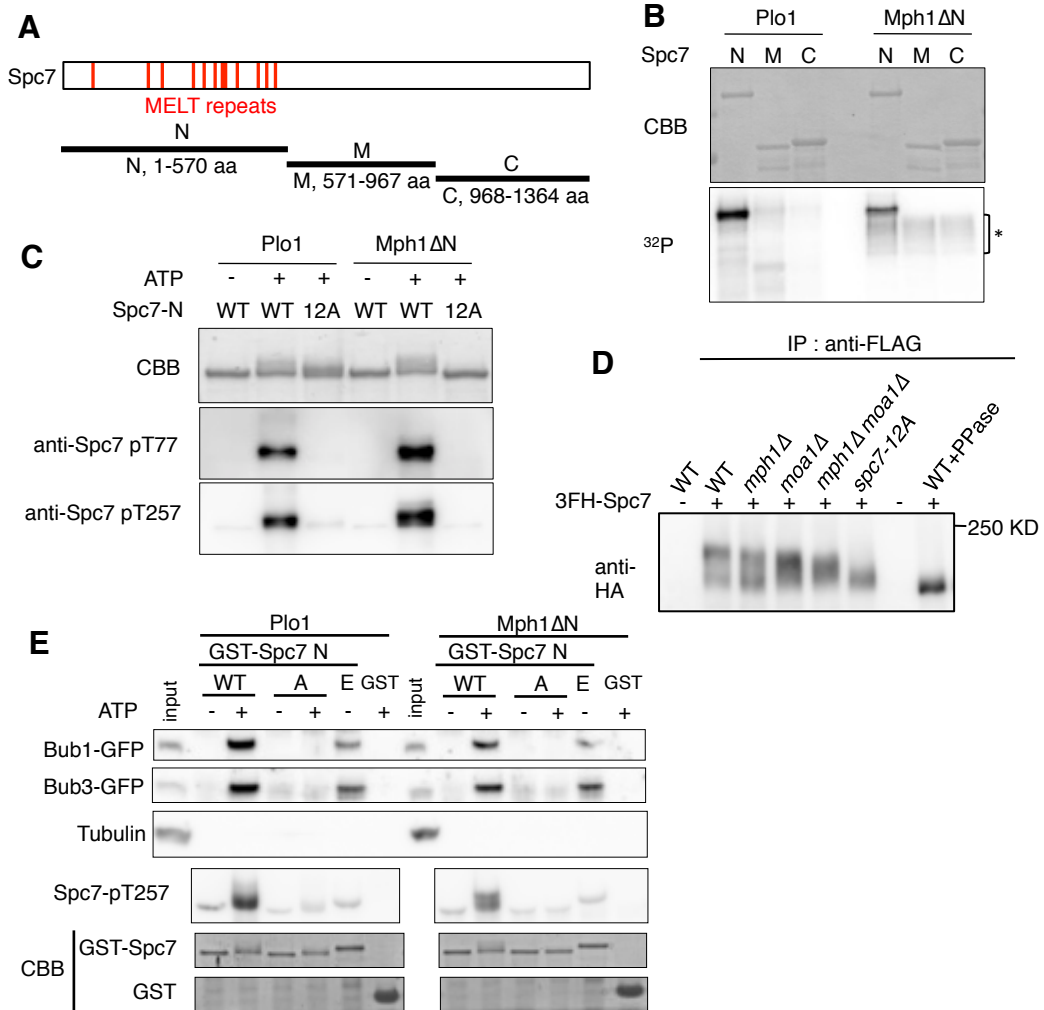 A
Spc7
MELT repeats
N
N, 1-570 aa
M
M, 571-967 aa
C
C, 968-1364 aa
B
Plo1 Mph1ΔN
Spc7 N M C N M C
CBB
32P
*
C
Plo1 Mph1ΔN
ATP - + + - + +
Spc7-N WT WT 12A WT WT 12A
CBB
anti-Spc7 pT77
anti-Spc7 pT257
D
IP : anti-FLAG
WT WT mph1Δ moa1Δ mph1Δ moa1Δ spc7-12A WT+PPase
3FH-Spc7 - + + + + + - +
250 KD
anti-
HA
E
Plo1 Mph1ΔN
GST-Spc7 N GST-Spc7 N
input WT A E GST input WT A E GST
ATP - + - + - + - + - + - +
Bub1-GFP
Bub3-GFP
Tubulin
Spc7-pT257
CBB
GST-Spc7
GST